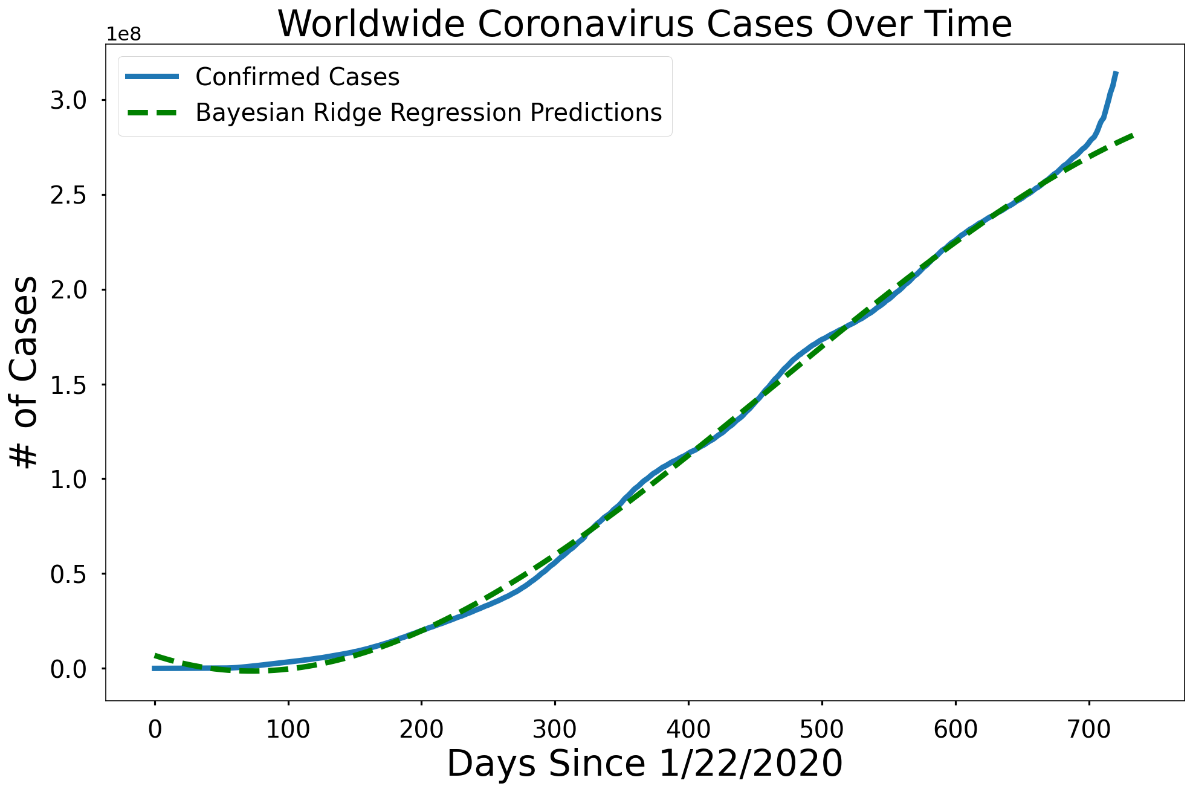 Worldwide Coronavirus Cases Over Time
1e8
Confirmed Cases
Bayesian Ridge Regression Predictions
3.0
2.5
2.0
1.5
1.0
0.5
0.0
# of Cases
0 100 200 300 400 500 600 700
Days Since 1/22/2020